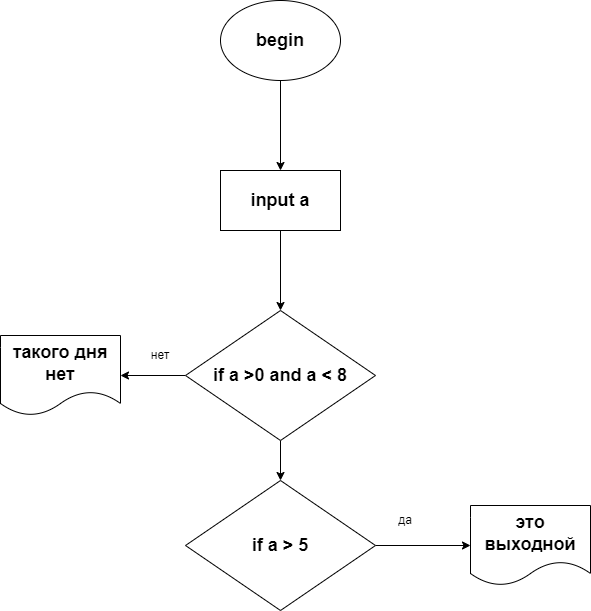 begin
input a
такого дня
нет
нет
if a >0 and a < 8
if a > 5
да
это
выходной